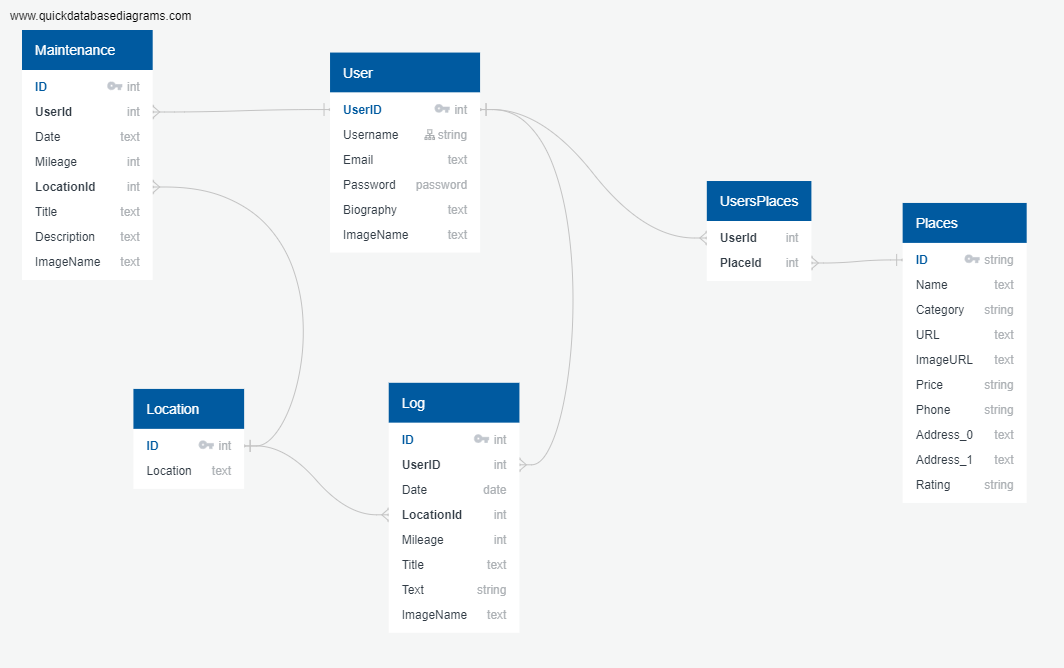 www.quickdatabasediagrams.com
Maintenance
ID int
UserId int
Date text
Mileage int
LocationId int
Title text
Description text
ImageName text
User
UserID int
Username string
Email text
Password password
Biography text
ImageName text
UsersPlaces
UserId int
PlaceId int
Places
ID string
Name text
Category string
URL text
ImageURL text
Price string
Phone string
Address_0 text
Address_1 text
Rating string
Location
ID int
Location text
Log
ID int
UserID int
Date date
LocationId int
Mileage int
Title text
Text string
ImageName text